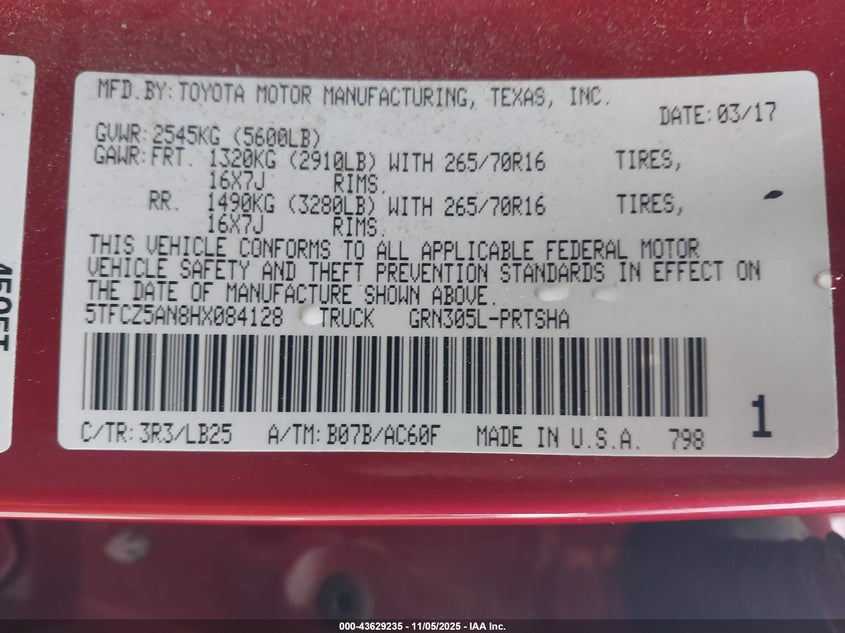 MFD. BY: TOYOTA MOTOR MANUFACTURING, TEXAS, INC.
DATE: 03/17
GVWR: 2545KG (5600LB)
GAWR: FRT. 1320KG (2910LB) WITH 265/70R16 TIRES,
16X7J RIMS.
RR. 1490KG (3280LB) WITH 265/70R16 TIRES,
16X7J RIMS.
THIS VEHICLE CONFORMS TO ALL APPLICABLE FEDERAL MOTOR
VEHICLE SAFETY AND THEFT PREVENTION STANDARDS IN EFFECT ON
THE DATE OF MANUFACTURE SHOWN ABOVE.
5TFCZ5AN8HX084128 TRUCK GRN305L-PRTSHA
C/TR: 3R3/LB25 A/TM: B07B/AC60F MADE IN U.S.A. 798
1
000-43629235 - 11/05/2025 - IAA Inc.